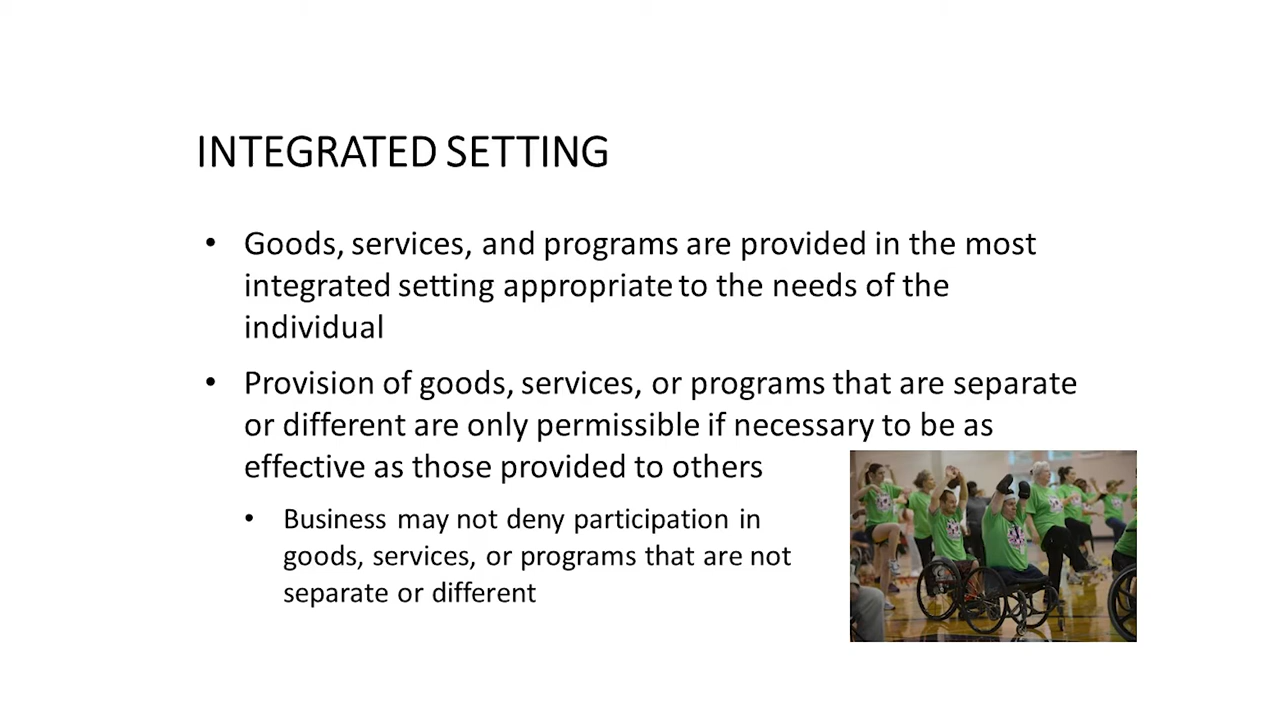 INTEGRATED SETTING
• Goods, services, and programs are provided in the most
integrated setting appropriate to the needs of the
individual
• Provision of goods, services, or programs that are separate
or different are only permissible if necessary to be as
effective as those provided to others
• Business may not deny participation in
goods, services, or programs that are not
separate or different